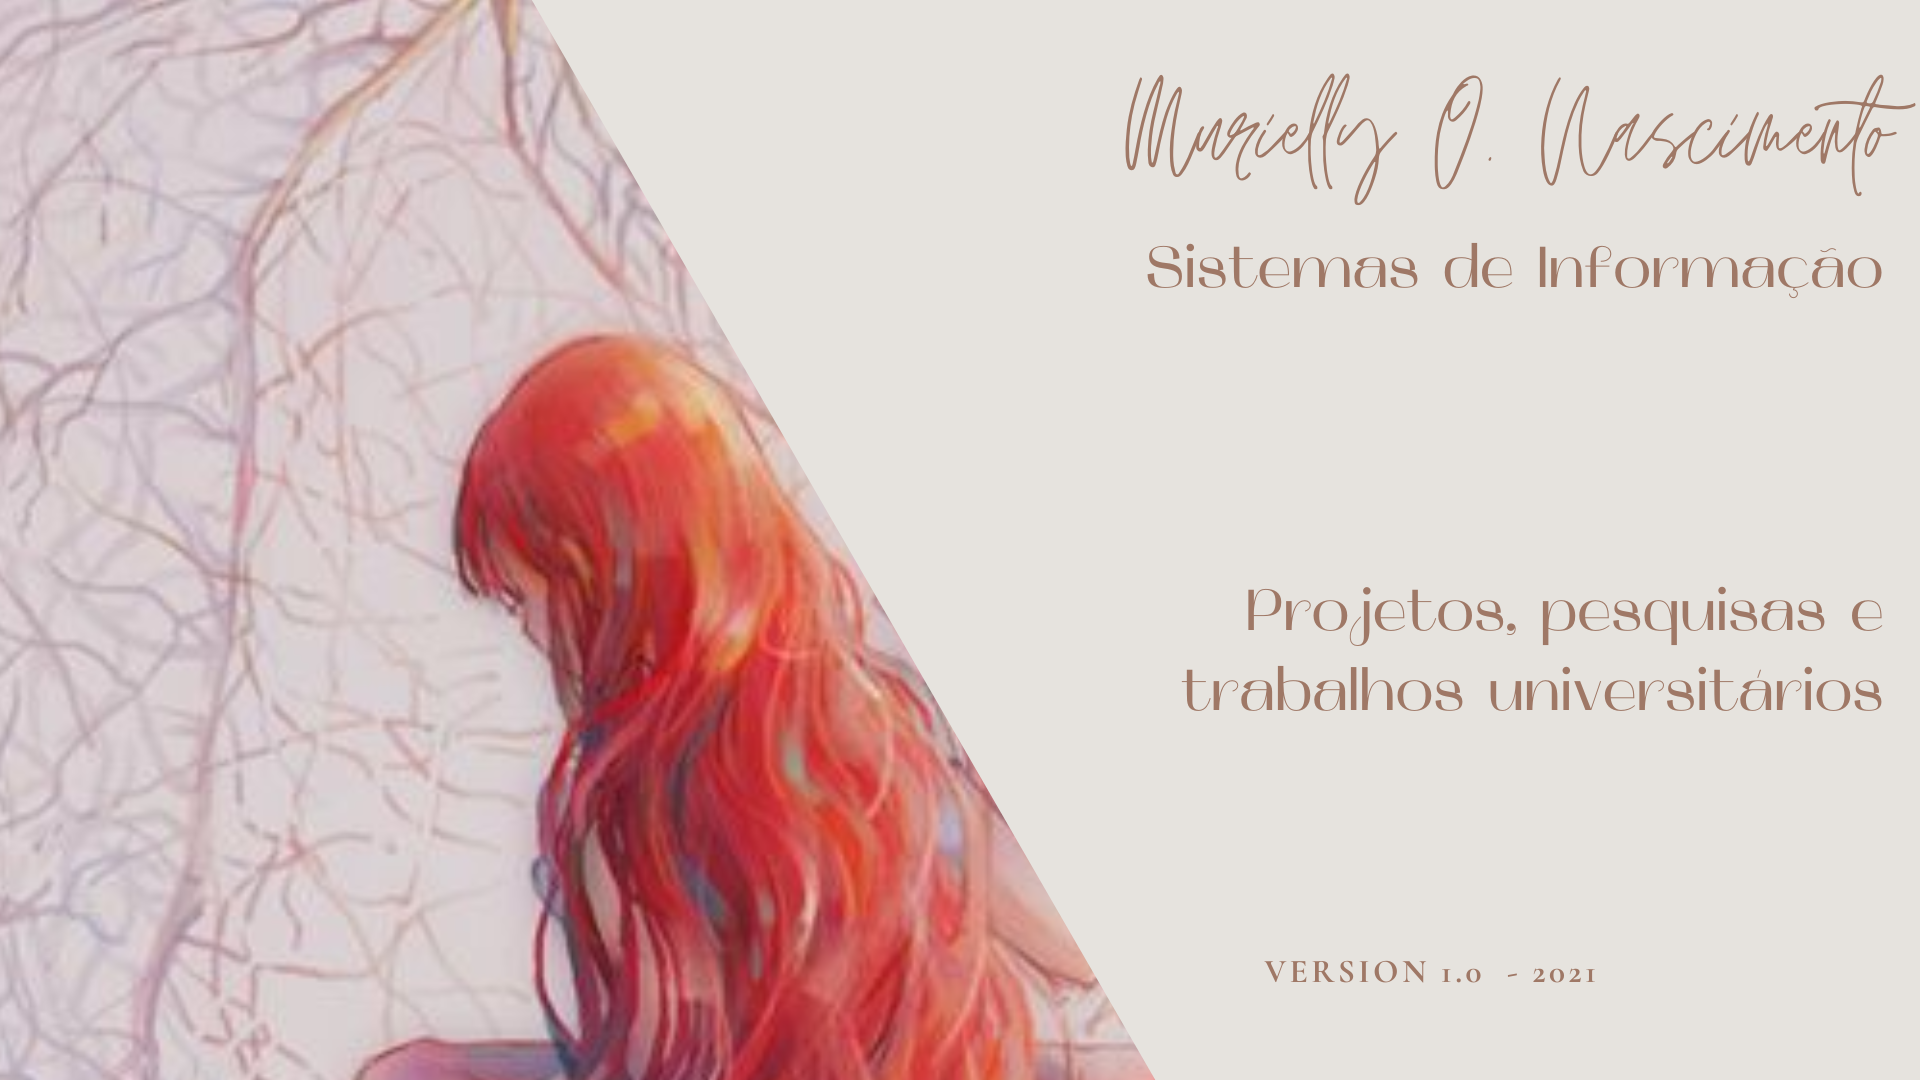 Murielly O. Nascimento
Sistemas de Informação
Projetos, pesquisas e
trabalhos universitários
VERSION 1.0 - 2021